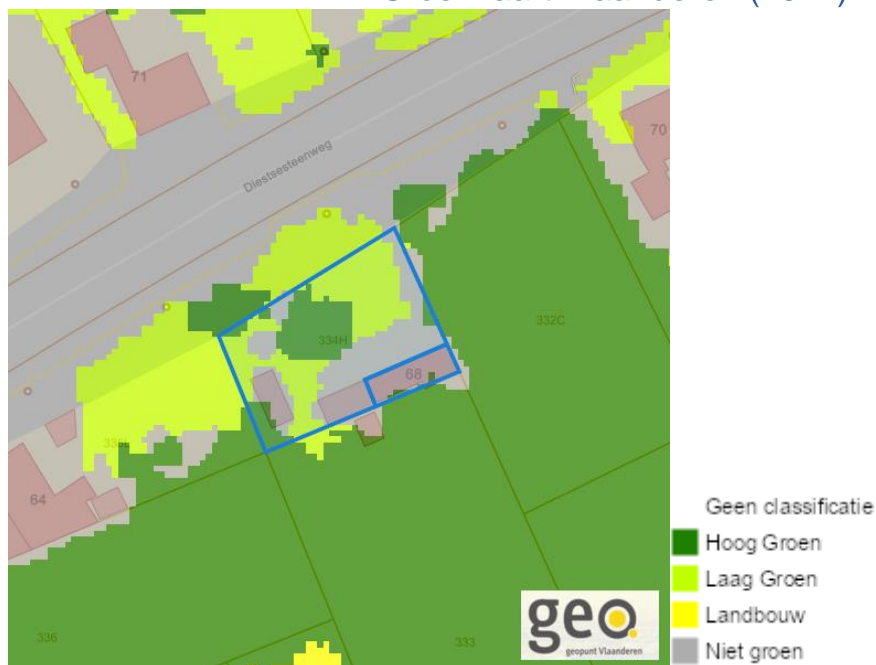 71
70
Diestsesteenweg
332C
334H
68
64
336
333
geo
geopunt Vlaanderen
Geen classificatie
Hoog Groen
Laag Groen
Landbouw
Niet groen